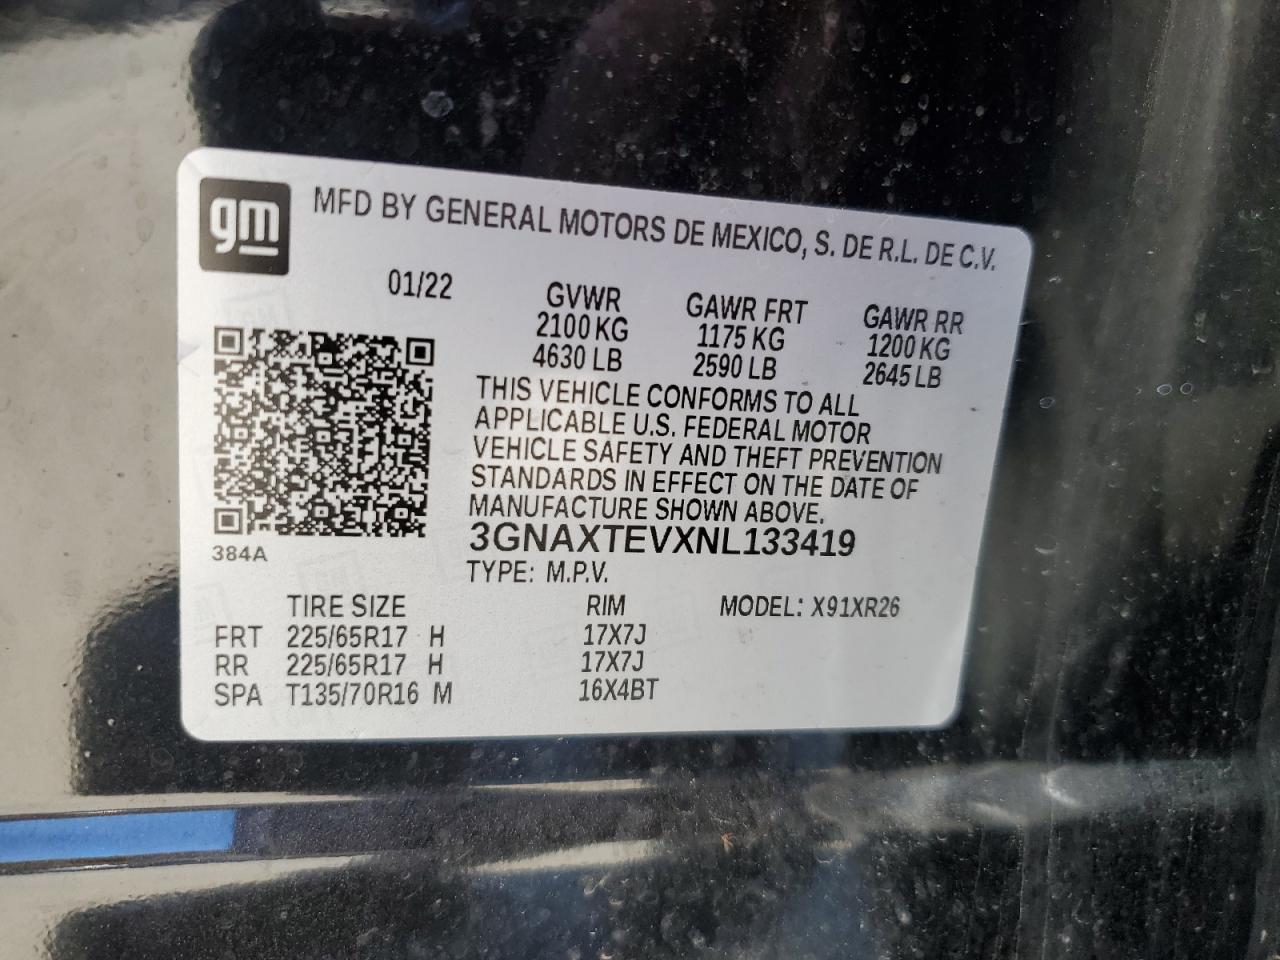 gm
MFD BY GENERAL MOTORS DE MEXICO, S. DE R.L. DE C.V.
01/22
GVWR GAWR FRT GAWR RR
2100 KG 1175 KG 1200 KG
4630 LB 2590 LB 2645 LB
THIS VEHICLE CONFORMS TO ALL
APPLICABLE U.S. FEDERAL MOTOR
VEHICLE SAFETY AND THEFT PREVENTION
STANDARDS IN EFFECT ON THE DATE OF
MANUFACTURE SHOWN ABOVE.
3GNAXTEVXNL133419
384A
TYPE: M.P.V.
TIRE SIZE RIM MODEL: X91XR26
FRT 225/65R17 H 17X7J
RR 225/65R17 H 17X7J
SPA T135/70R16 M 16X4BT